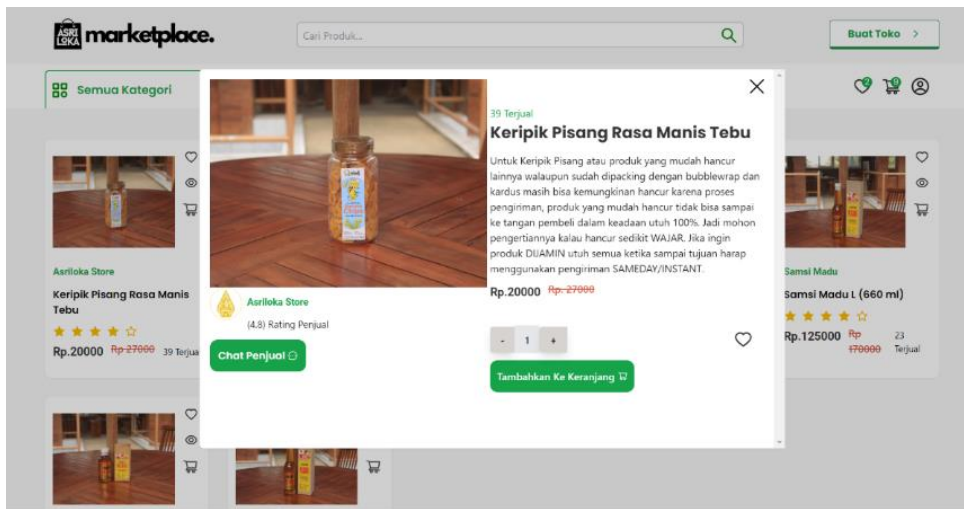 ASRI
LOKA
marketplace.
Cari Produk...
Buat Toko >
Semua Kategori
39 Terjual
Keripik Pisang Rasa Manis Tebu
Untuk Keripik Pisang atau produk yang mudah hancur
lainnya walaupun sudah dipacking dengan bubblewrap dan
kardus masih bisa kemungkinan hancur karena proses
pengiriman, produk yang mudah hancur tidak bisa sampai
ke tangan pembeli dalam keadaan utuh 100%. Jadi mohon
pengertiannya kalau hancur sedikit WAJAR. Jika ingin
produk DIJAMIN utuh semua ketika sampai tujuan harap
menggunakan pengiriman SAMEDAY/INSTANT.
Rp.20000 Rp. 27000
- 1 +
Tambahkan Ke Keranjang
Asriloka Store
(4.8) Rating Penjual
Chat Penjual
Asriloka Store
Keripik Pisang Rasa Manis
Tebu
Rp.20000 Rp 27000 39 Terjua
Samsi Madu
Samsi Madu L (660 ml)
Rp.125000 Rp 23
170000 Terjual